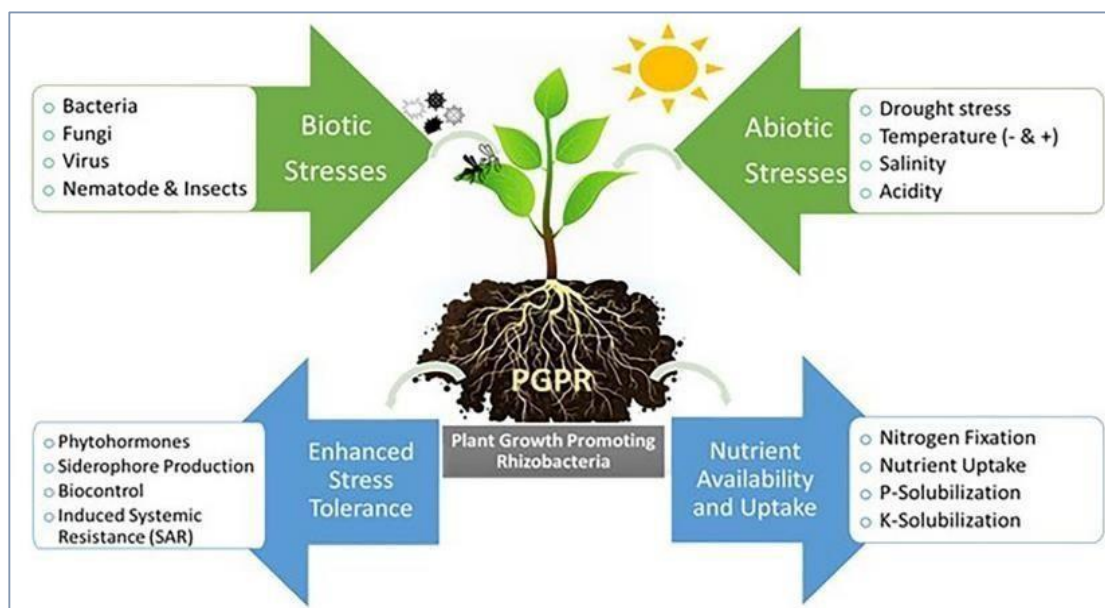 Bacteria
Fungi
Virus
Nematode & Insects
Biotic
Stresses
Abiotic
Stresses
Drought stress
Temperature (- & +)
Salinity
Acidity
PGPR
Plant Growth Promoting
Rhizobacteria
Phytohormones
Siderophore Production
Biocontrol
Induced Systemic
Resistance (SAR)
Enhanced
Stress
Tolerance
Nutrient
Availability
and Uptake
Nitrogen Fixation
Nutrient Uptake
P-Solubilization
K-Solubilization